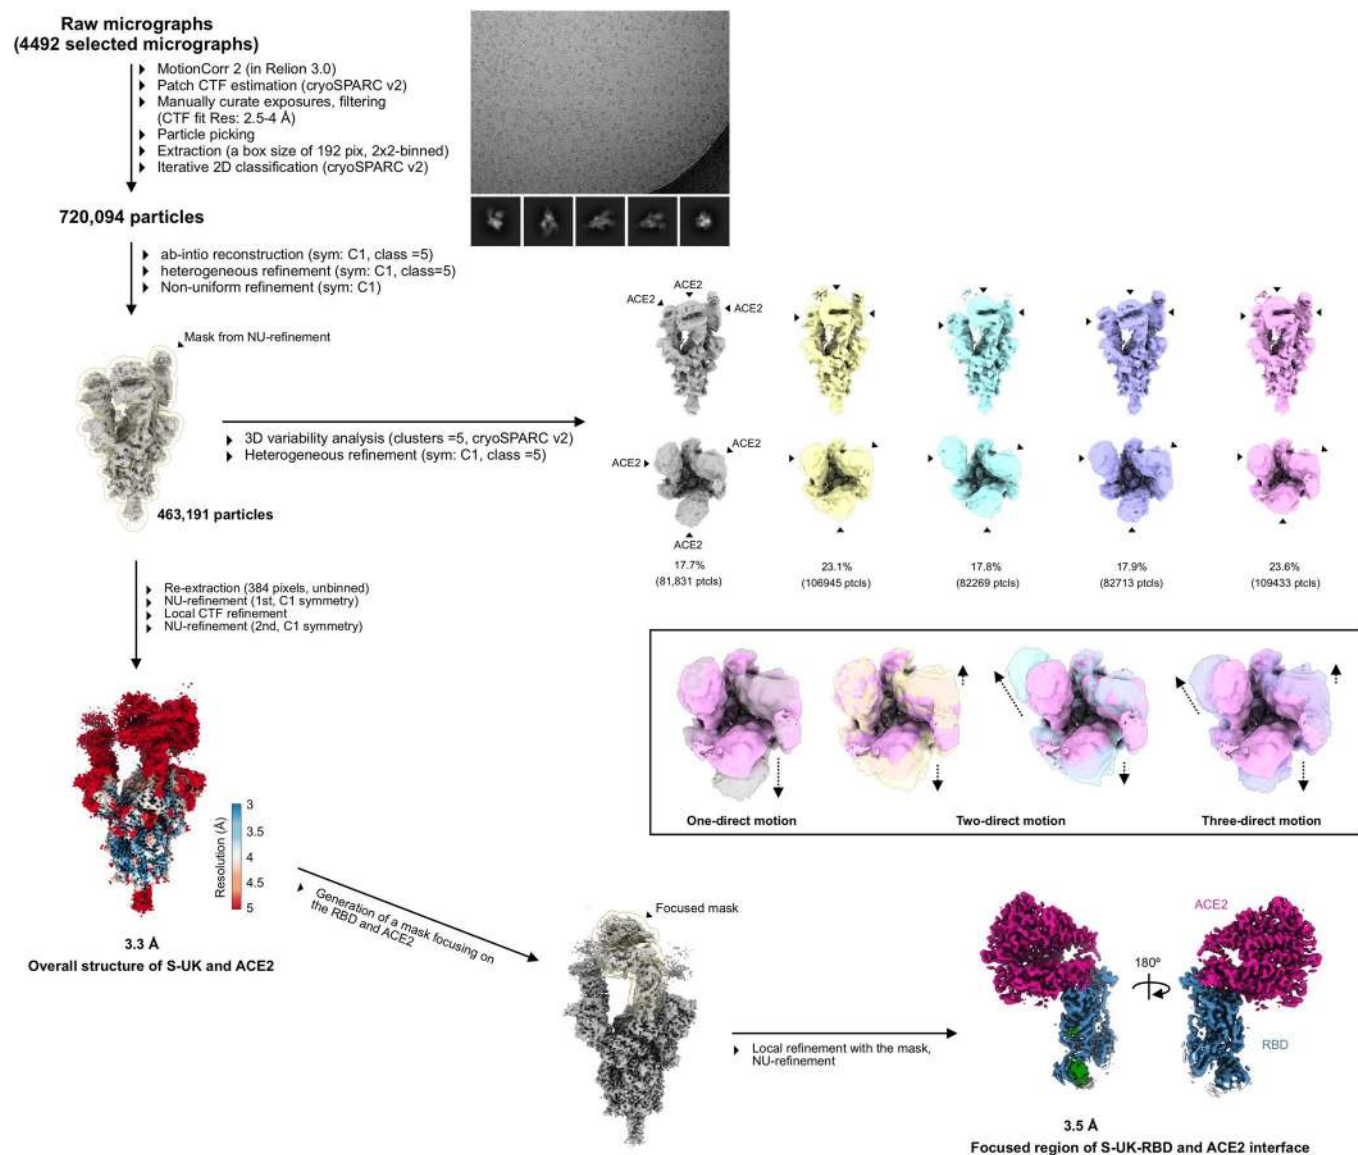 Raw micrographs
(4492 selected micrographs)
MotionCorr 2 (in Relion 3.0)
Patch CTF estimation (cryoSPARC v2)
Manually curate exposures, filtering
(CTF fit Res: 2.5-4 Å)
Particle picking
Extraction (a box size of 192 pix, 2x2-binned)
Iterative 2D classification (cryoSPARC v2)
720,094 particles
ab-intio reconstruction (sym: C1, class =5)
heterogeneous refinement (sym: C1, class=5)
Non-uniform refinement (sym: C1)
Mask from NU-refinement
463,191 particles
3D variability analysis (clusters =5, cryoSPARC v2)
Heterogeneous refinement (sym: C1, class =5)
ACE2
ACE2
ACE2
ACE2
ACE2
ACE2
17.7%
(81,831 ptcls)
23.1%
(106945 ptcls)
17.8%
(82269 ptcls)
17.9%
(82713 ptcls)
23.6%
(109433 ptcls)
Re-extraction (384 pixels, unbinned)
NU-refinement (1st, C1 symmetry)
Local CTF refinement
NU-refinement (2nd, C1 symmetry)
One-direct motion
Two-direct motion
Three-direct motion
Resolution (Å)
3
3.5
4
4.5
5
3.3 Å
Overall structure of S-UK and ACE2
Generation of a mask focusing on
the RBD and ACE2
Focused mask
Local refinement with the mask,
NU-refinement
ACE2
180º
RBD
3.5 Å
Focused region of S-UK-RBD and ACE2 interface